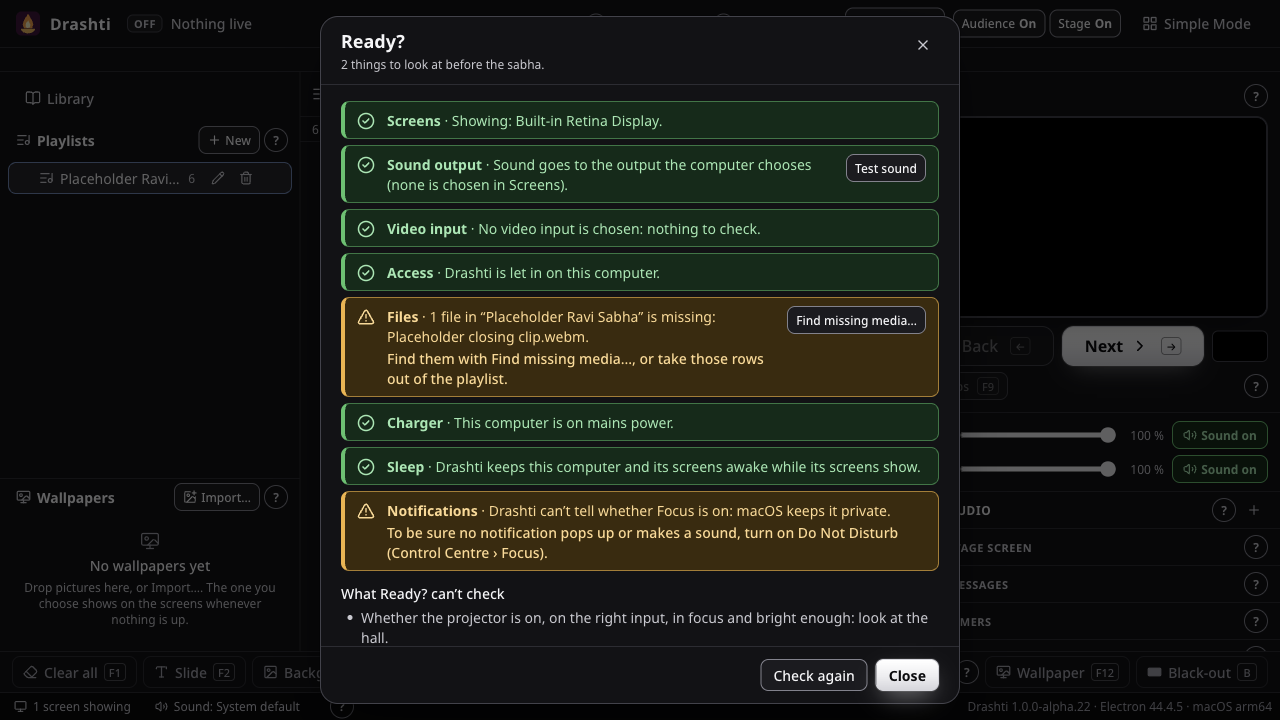 Drashti
OFF
Nothing live
Audience On
Stage On
Simple Mode
Library
Playlists
New
?
Placeholder Ravi...
6
6
Ready?
2 things to look at before the sabha.
Screens · Showing: Built-in Retina Display.
Sound output · Sound goes to the output the computer chooses
(none is chosen in Screens).
Test sound
Video input · No video input is chosen: nothing to check.
Access · Drashti is let in on this computer.
Files · 1 file in “Placeholder Ravi Sabha” is missing:
Placeholder closing clip.webm.
Find them with Find missing media…, or take those rows
out of the playlist.
Find missing media…
Charger · This computer is on mains power.
Sleep · Drashti keeps this computer and its screens awake while its screens show.
Notifications · Drashti can’t tell whether Focus is on: macOS keeps it private.
To be sure no notification pops up or makes a sound, turn on Do Not Disturb
(Control Centre › Focus).
What Ready? can’t check
• Whether the projector is on, on the right input, in focus and bright enough: look at the
hall.
Check again
Close
?
Back
Next
F9
?
100 %
Sound on
100 %
Sound on
?
?
?
?
Wallpapers
Import…
?
No wallpapers yet
Drop pictures here, or Import…. The one you
choose shows on the screens whenever
nothing is up.
Clear all F1
Slide F2
?
Wallpaper F12
Black-out B
1 screen showing
Sound: System default
?
Drashti 1.0.0-alpha.22 · Electron 44.4.5 · macOS arm64